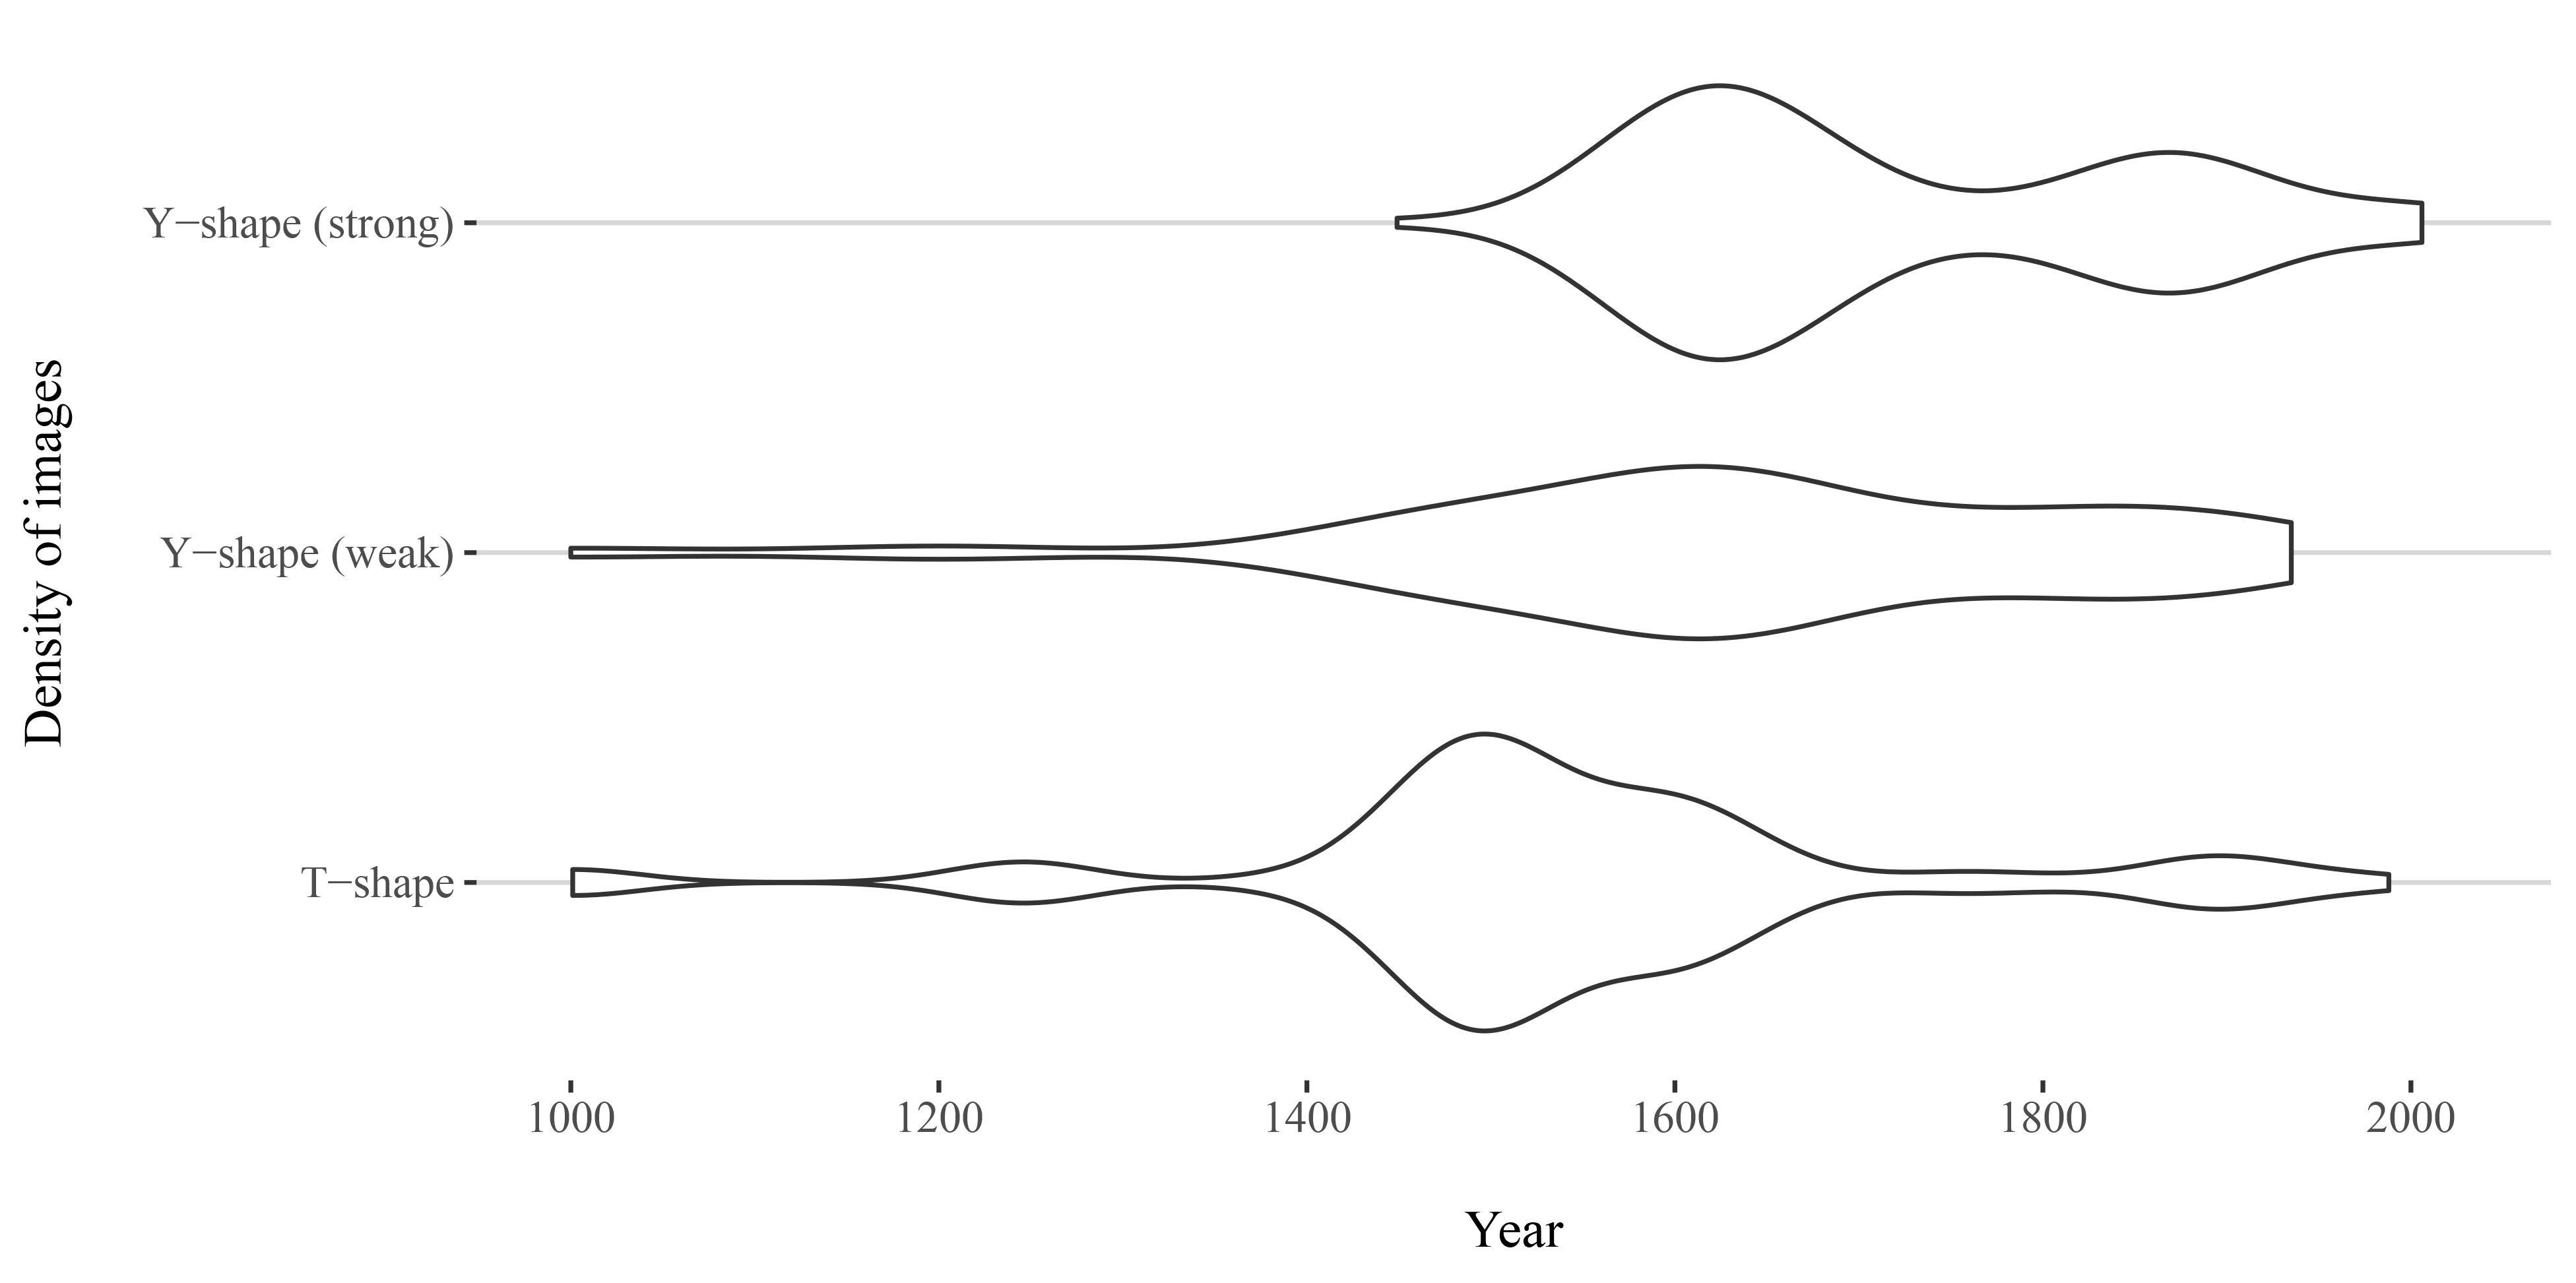 Density of images
Y−shape (strong)
Y−shape (weak)
T−shape
1000 1200 1400 1600 1800 2000
Year